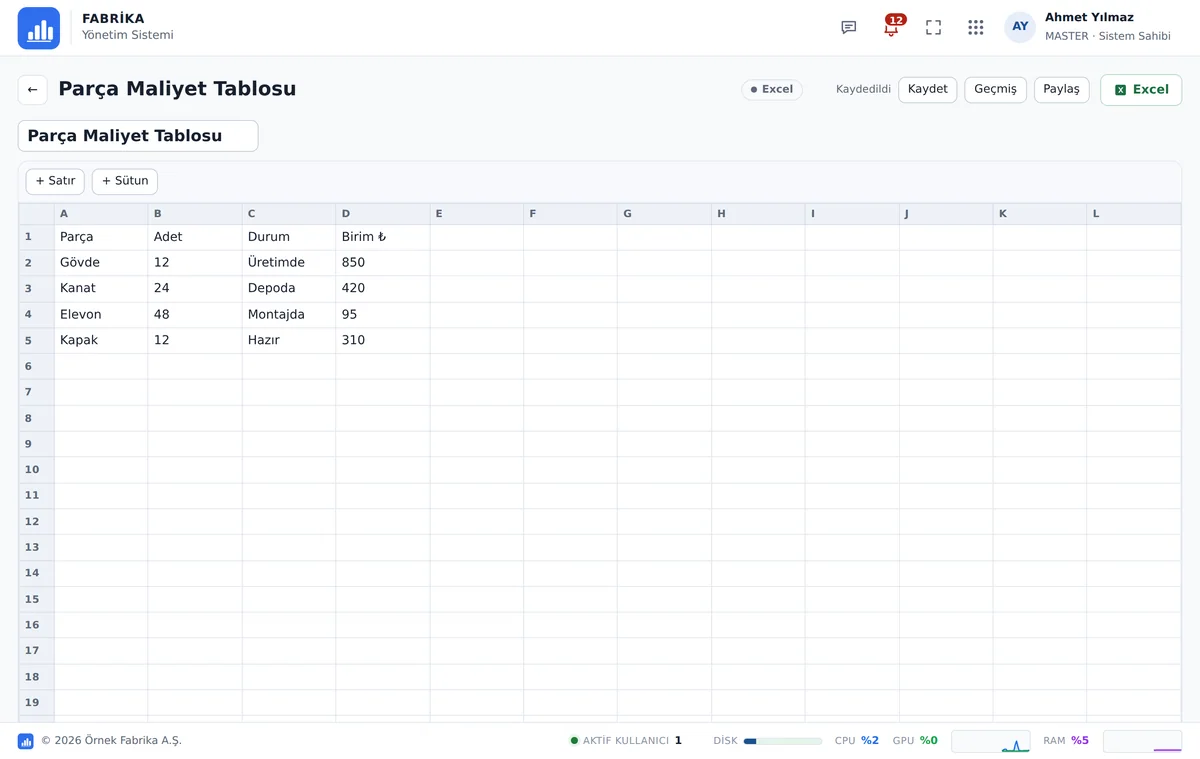 FABRİKA
Yönetim Sistemi
12
AY
Ahmet Yılmaz
MASTER · Sistem Sahibi
← Parça Maliyet Tablosu
Excel
Kaydedildi
Kaydet
Geçmiş
Paylaş
X Excel
Parça Maliyet Tablosu
+ Satır
+ Sütun
A B C D E F G H I J K L
1 Parça Adet Durum Birim ₺
2 Gövde 12 Üretimde 850
3 Kanat 24 Depoda 420
4 Elevon 48 Montajda 95
5 Kapak 12 Hazır 310
6
7
8
9
10
11
12
13
14
15
16
17
18
19
© 2026 Örnek Fabrika A.Ş.
AKTİF KULLANICI 1
DİSK
CPU %2
GPU %0
RAM %5